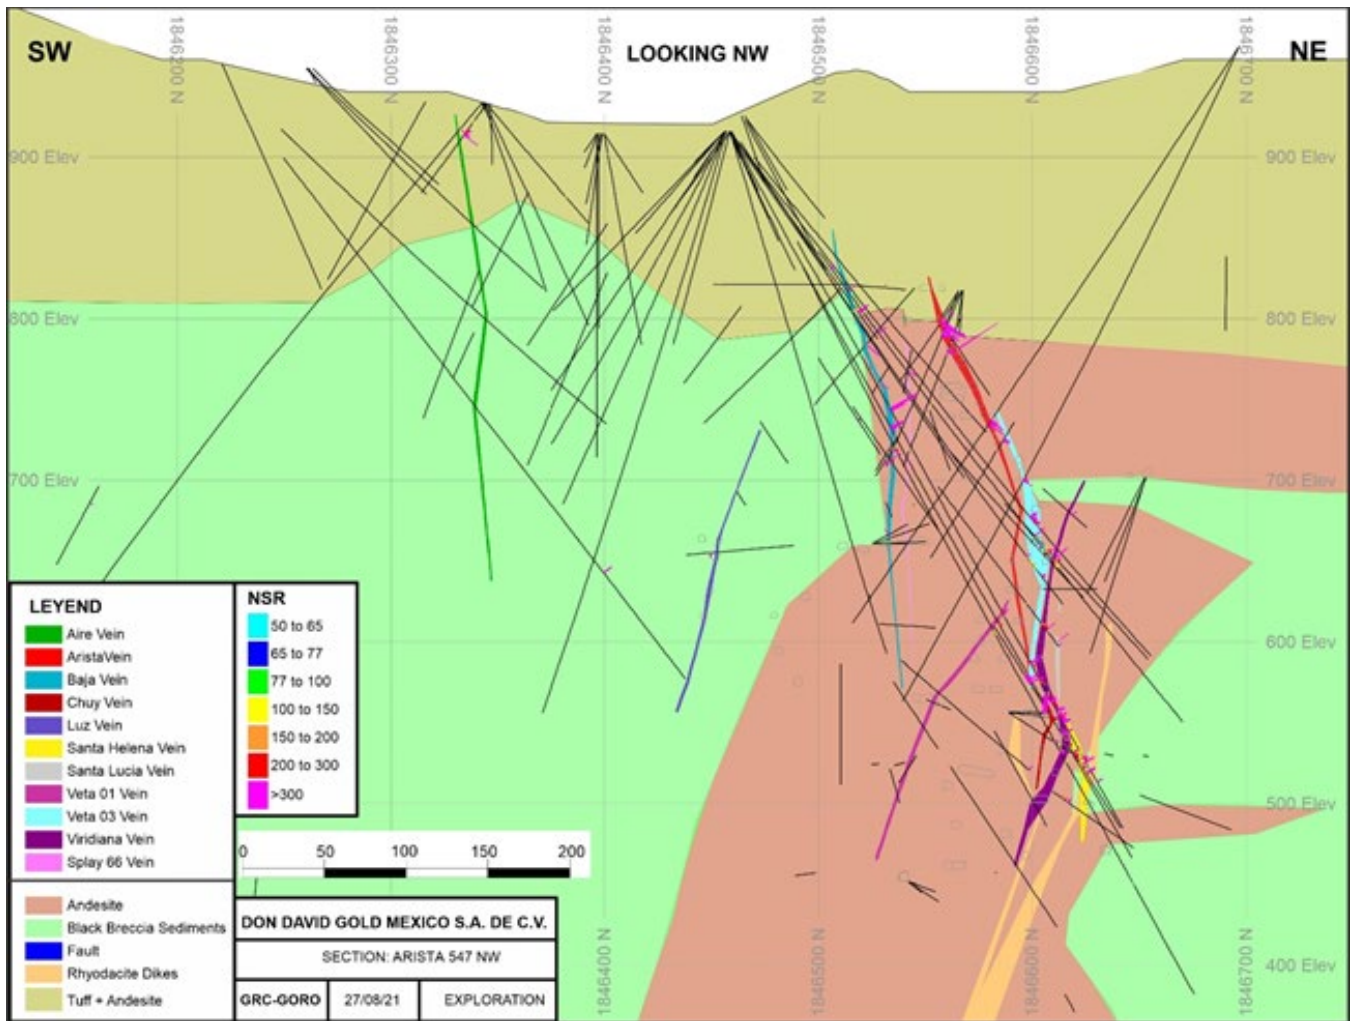 SW
LOOKING NW
NE
1846200 N
1846300 N
1846400 N
1846500 N
1846600 N
1846700 N
900 Elev
900 Elev
800 Elev
800 Elev
700 Elev
700 Elev
600 Elev
500 Elev
400 Elev
LEYEND
Aire Vein
AristaVein
Baja Vein
Chuy Vein
Luz Vein
Santa Helena Vein
Santa Lucia Vein
Veta 01 Vein
Veta 03 Vein
Viridiana Vein
Splay 66 Vein
Andesite
Black Breccia Sediments
Fault
Rhyodacite Dikes
Tuff + Andesite
NSR
50 to 65
65 to 77
77 to 100
100 to 150
150 to 200
200 to 300
>300
0 50 100 150 200
DON DAVID GOLD MEXICO S.A. DE C.V.
SECTION: ARISTA 547 NW
GRC-GORO 27/08/21 EXPLORATION
1846400 N
1846500 N
1846600 N
1846700 N